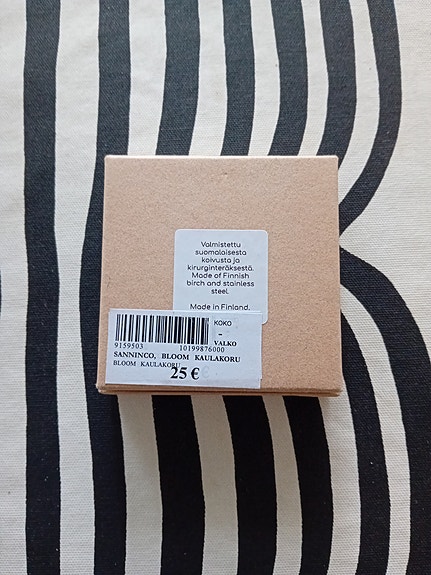 Valmistettu
suomalaisesta
koivusta ja
kirurginteräksestä.
Made of Finnish
birch and stainless
steel.
Made in Finland.
KOKO
-
VALKO
9159503 10199876000
SANNINCO, BLOOM KAULAKORU
BLOOM KAULAKORU
25 €